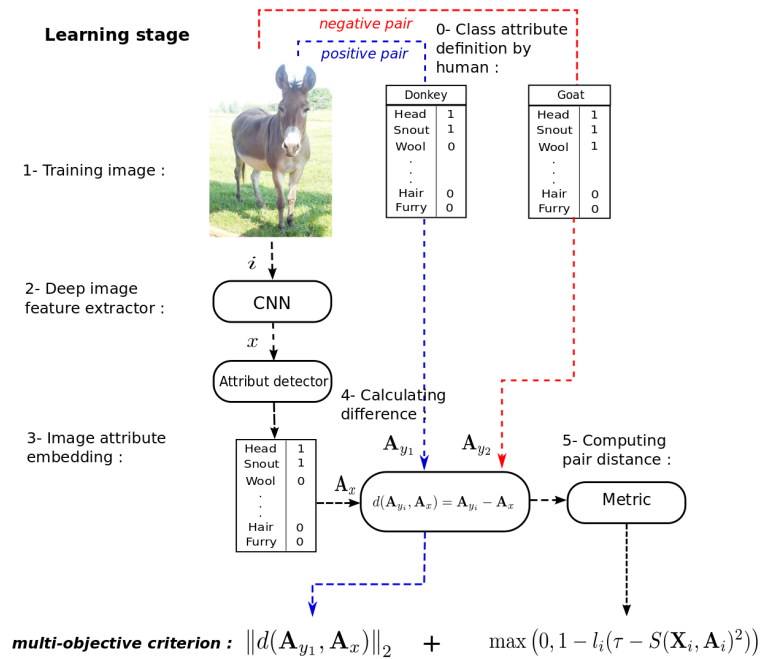 Learning stage
negative pair
positive pair
0- Class attribute
definition by
human :
Donkey
Head 1
Snout 1
Wool 0
.
.
.
Hair 0
Furry 0
Goat
Head 1
Snout 1
Wool 1
.
.
.
Hair 0
Furry 0
1- Training image :
i
2- Deep image
feature extractor :
CNN
x
Attribut detector
4- Calculating
difference :
3- Image attribute
embedding :
Head 1
Snout 1
Wool 0
.
.
.
Hair 0
Furry 0
A_x
A_{y_1}
A_{y_2}
d(A_{y_i}, A_x) = A_{y_i} − A_x
5- Computing
pair distance :
Metric
multi-objective criterion : ‖d(A_{y_1}, A_x)‖_2 + max (0, 1 − l_i(τ − S(X_i, A_i)^2))